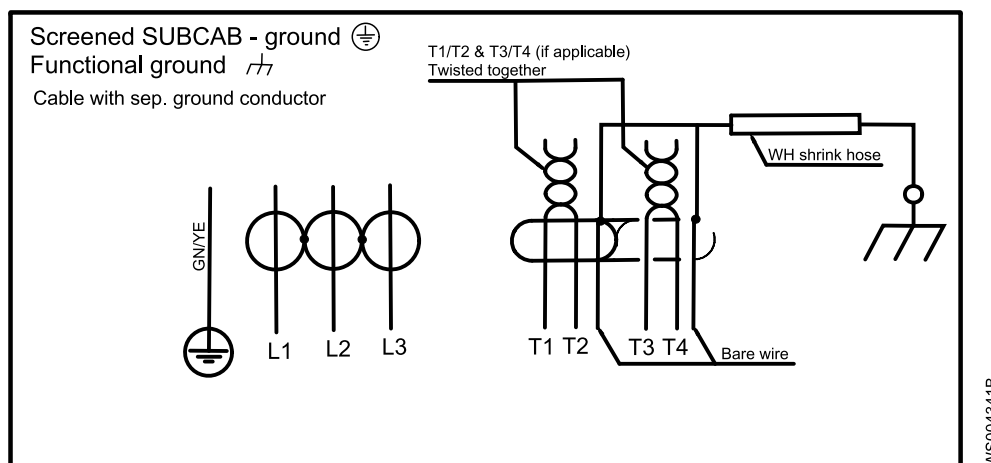 Screened SUBCAB - ground
Functional ground
Cable with sep. ground conductor
T1/T2 & T3/T4 (if applicable)
Twisted together
WH shrink hose
GN/YE
L1 L2 L3
T1 T2 T3 T4
Bare wire
WS004341B